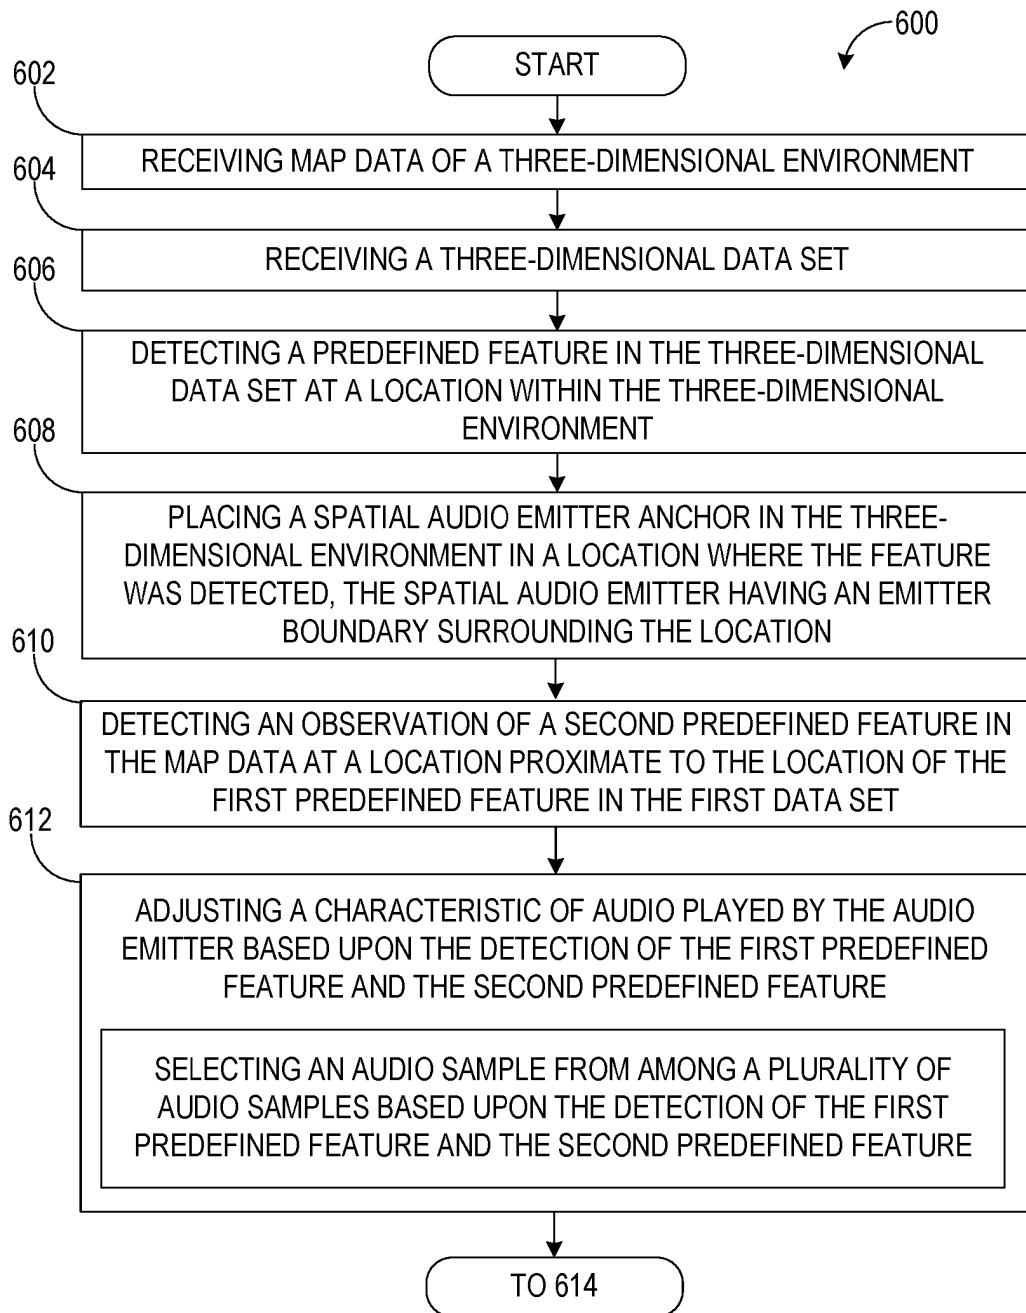 600
START
602
RECEIVING MAP DATA OF A THREE-DIMENSIONAL ENVIRONMENT
604
RECEIVING A THREE-DIMENSIONAL DATA SET
606
DETECTING A PREDEFINED FEATURE IN THE THREE-DIMENSIONAL
DATA SET AT A LOCATION WITHIN THE THREE-DIMENSIONAL
ENVIRONMENT
608
PLACING A SPATIAL AUDIO EMITTER ANCHOR IN THE THREE-
DIMENSIONAL ENVIRONMENT IN A LOCATION WHERE THE FEATURE
WAS DETECTED, THE SPATIAL AUDIO EMITTER HAVING AN EMITTER
BOUNDARY SURROUNDING THE LOCATION
610
DETECTING AN OBSERVATION OF A SECOND PREDEFINED FEATURE IN
THE MAP DATA AT A LOCATION PROXIMATE TO THE LOCATION OF THE
FIRST PREDEFINED FEATURE IN THE FIRST DATA SET
612
ADJUSTING A CHARACTERISTIC OF AUDIO PLAYED BY THE AUDIO
EMITTER BASED UPON THE DETECTION OF THE FIRST PREDEFINED
FEATURE AND THE SECOND PREDEFINED FEATURE
SELECTING AN AUDIO SAMPLE FROM AMONG A PLURALITY OF
AUDIO SAMPLES BASED UPON THE DETECTION OF THE FIRST
PREDEFINED FEATURE AND THE SECOND PREDEFINED FEATURE
TO 614